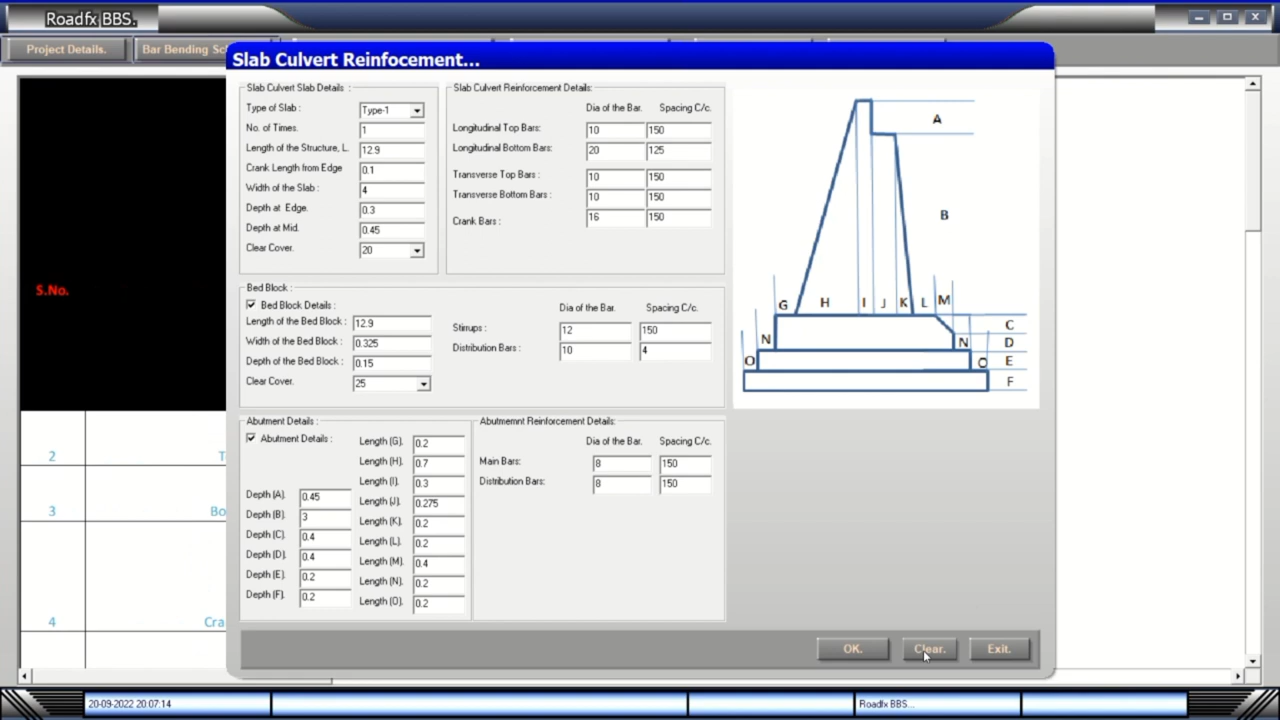 Roadfx BBS.
Project Details.
Bar Bending Sc
Slab Culvert Reinfocement...
Slab Culvert Slab Details :
Type of Slab : Type-1
No. of Times. 1
Length of the Structure, L. 12.9
Crank Length from Edge 0.1
Width of the Slab : 4
Depth at Edge. 0.3
Depth at Mid. 0.45
Clear Cover. 20
Slab Culvert Reinforcement Details:
Dia of the Bar. Spacing C/c.
Longitudinal Top Bars: 10 150
Longitudinal Bottom Bars: 20 125
Transverse Top Bars : 10 150
Transverse Bottom Bars : 10 150
Crank Bars : 16 150
A
B
G H I J K L M
C
N N D
O O E
F
S.No.
Bed Block :
Bed Block Details :
Length of the Bed Block : 12.9
Width of the Bed Block : 0.325
Depth of the Bed Block : 0.15
Clear Cover. 25
Dia of the Bar. Spacing C/c.
Stirrups : 12 150
Distribution Bars : 10 4
Abutment Details :
Abutment Details :
Depth (A). 0.45
Depth (B). 3
Depth (C). 0.4
Depth (D). 0.4
Depth (E). 0.2
Depth (F). 0.2
Length (G). 0.2
Length (H). 0.7
Length (I). 0.3
Length (J). 0.275
Length (K). 0.2
Length (L). 0.2
Length (M). 0.4
Length (N). 0.2
Length (O). 0.2
Abutmemnt Reinforcement Details:
Dia of the Bar. Spacing C/c.
Main Bars: 8 150
Distribution Bars: 8 150
2 T
3 Bo
4 Cra
OK. Clear. Exit.
20-09-2022 20:07:14
Roadfx BBS...